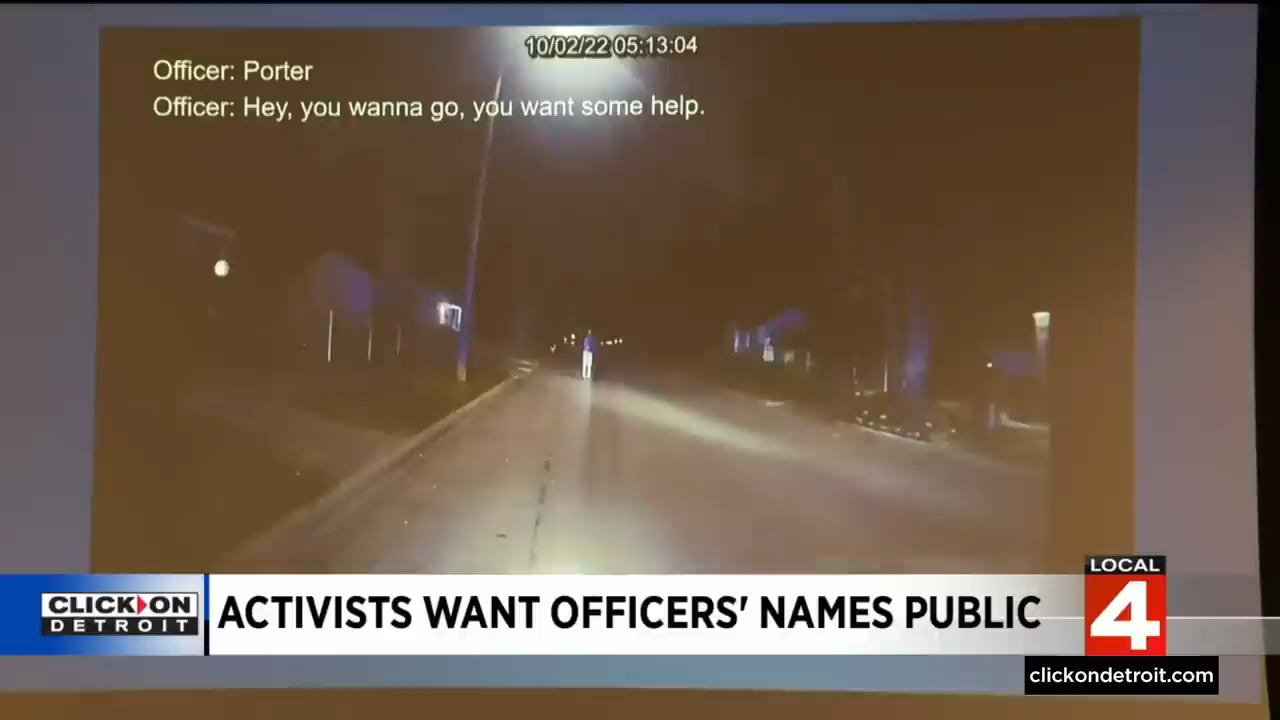 10/02/22 05:13:04
Officer: Porter
Officer: Hey, you wanna go, you want some help.
CLICK ON
DETROIT
ACTIVISTS WANT OFFICERS' NAMES PUBLIC
LOCAL
4
clickondetroit.com